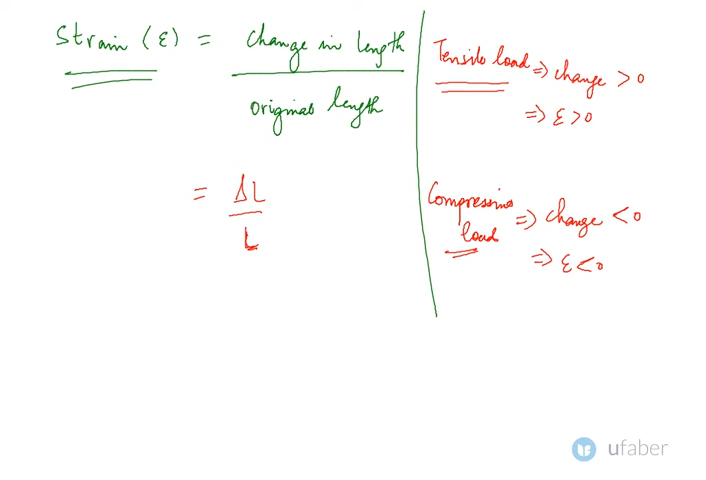 Strain (ε) = change in length
original length
= ΔL
L
Tensile load ⇒ change > 0
⇒ ε > 0
Compressive load ⇒ change < 0
⇒ ε < 0
ufaber